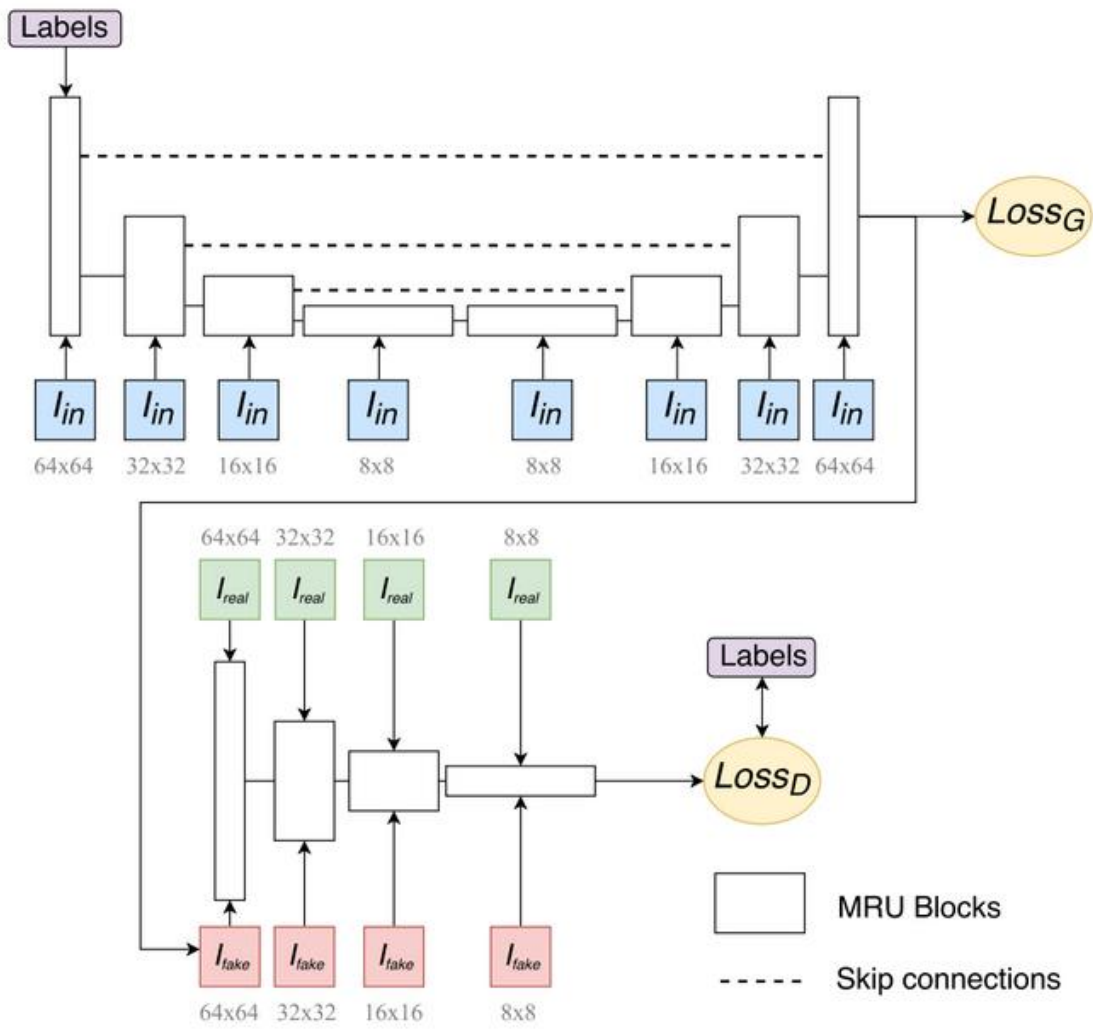 Labels
Loss_G
I_in I_in I_in I_in I_in I_in I_in I_in
64x64 32x32 16x16 8x8 8x8 16x16 32x32 64x64
64x64 32x32 16x16 8x8
I_real I_real I_real I_real
Labels
Loss_D
MRU Blocks
I_fake I_fake I_fake I_fake
Skip connections
64x64 32x32 16x16 8x8